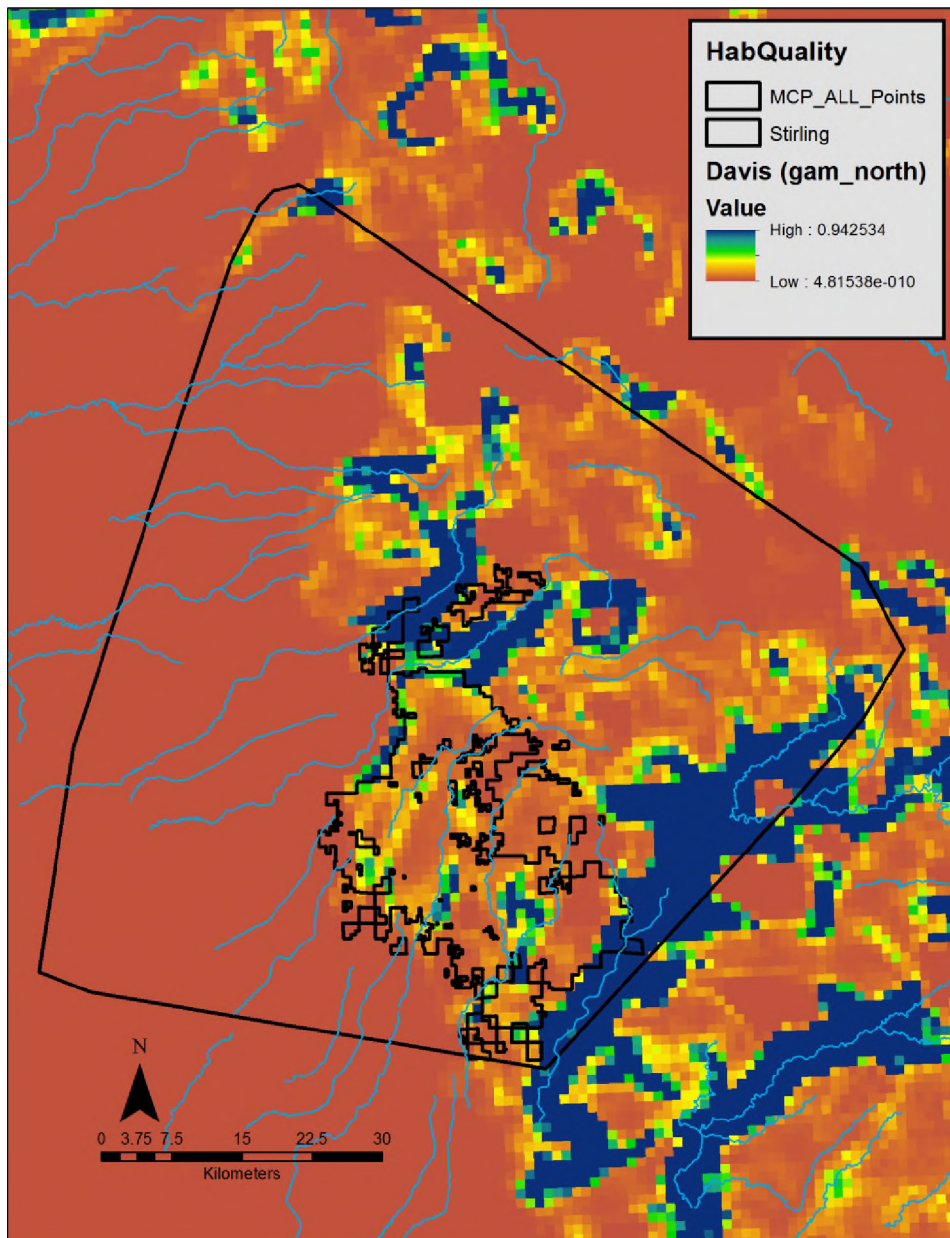 HabQuality
MCP_ALL_Points
Stirling
Davis (gam_north)
Value
High : 0.942534
Low : 4.81538e-010
N
0 3.75 7.5 15 22.5 30
Kilometers